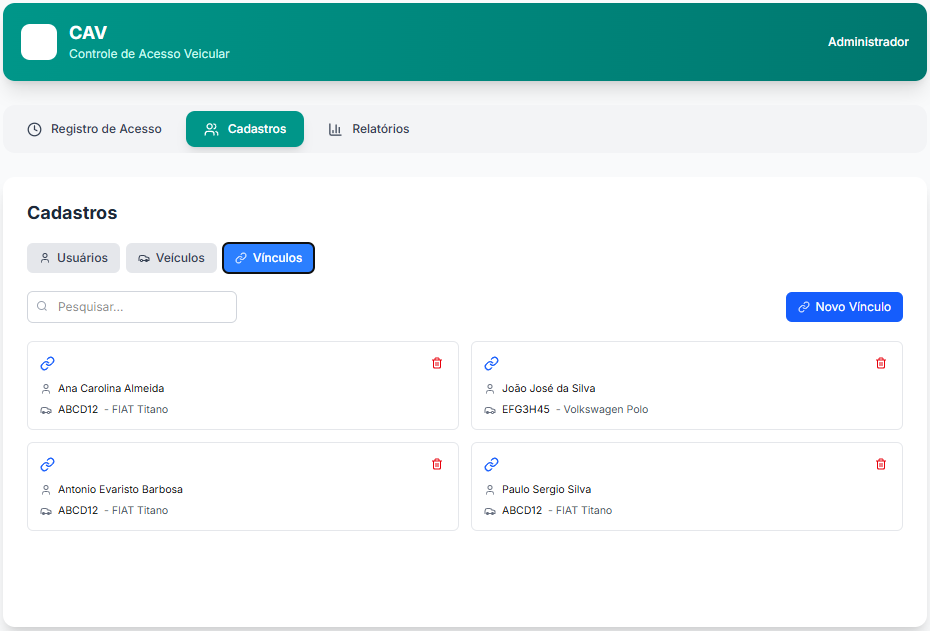 CAV
Controle de Acesso Veicular
Administrador
Registro de Acesso
Cadastros
Relatórios
Cadastros
Usuários
Veículos
Vínculos
Pesquisar...
Novo Vínculo
Ana Carolina Almeida
ABCD12 - FIAT Titano
João José da Silva
EFG3H45 - Volkswagen Polo
Antonio Evaristo Barbosa
ABCD12 - FIAT Titano
Paulo Sergio Silva
ABCD12 - FIAT Titano